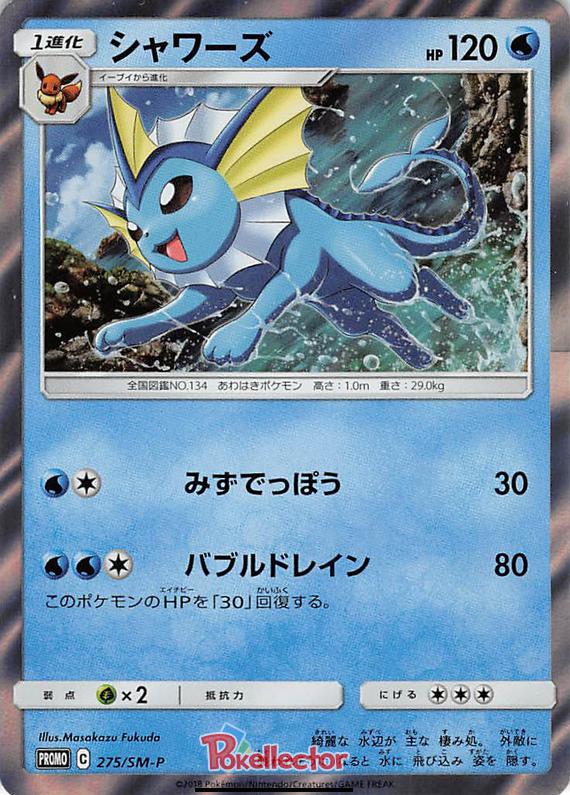 1進化 シャワーズ HP 120
イーブイから進化
全国図鑑NO.134 あわはきポケモン 高さ：1.0m 重さ：29.0kg
みずでっぽう 30
バブルドレイン 80
このポケモンのHPを「30」回復する。
弱点 ×2 抵抗力 にげる
Illus.Masakazu Fukuda
綺麗な 水辺が 主な 棲み処。 外敵に
ると 水に 飛び込み 姿を 隠す。
PROMO C 275/SM-P
Pokellector
©2018 Pokémon/Nintendo/Creatures/GAME FREAK